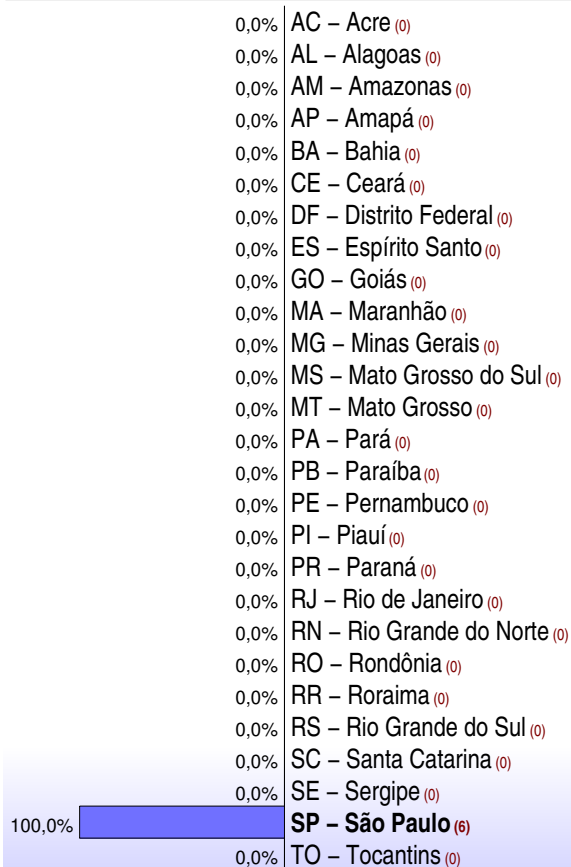 0,0% AC – Acre (0)
0,0% AL – Alagoas (0)
0,0% AM – Amazonas (0)
0,0% AP – Amapá (0)
0,0% BA – Bahia (0)
0,0% CE – Ceará (0)
0,0% DF – Distrito Federal (0)
0,0% ES – Espírito Santo (0)
0,0% GO – Goiás (0)
0,0% MA – Maranhão (0)
0,0% MG – Minas Gerais (0)
0,0% MS – Mato Grosso do Sul (0)
0,0% MT – Mato Grosso (0)
0,0% PA – Pará (0)
0,0% PB – Paraíba (0)
0,0% PE – Pernambuco (0)
0,0% PI – Piauí (0)
0,0% PR – Paraná (0)
0,0% RJ – Rio de Janeiro (0)
0,0% RN – Rio Grande do Norte (0)
0,0% RO – Rondônia (0)
0,0% RR – Roraima (0)
0,0% RS – Rio Grande do Sul (0)
0,0% SC – Santa Catarina (0)
0,0% SE – Sergipe (0)
100,0% SP – São Paulo (6)
0,0% TO – Tocantins (0)